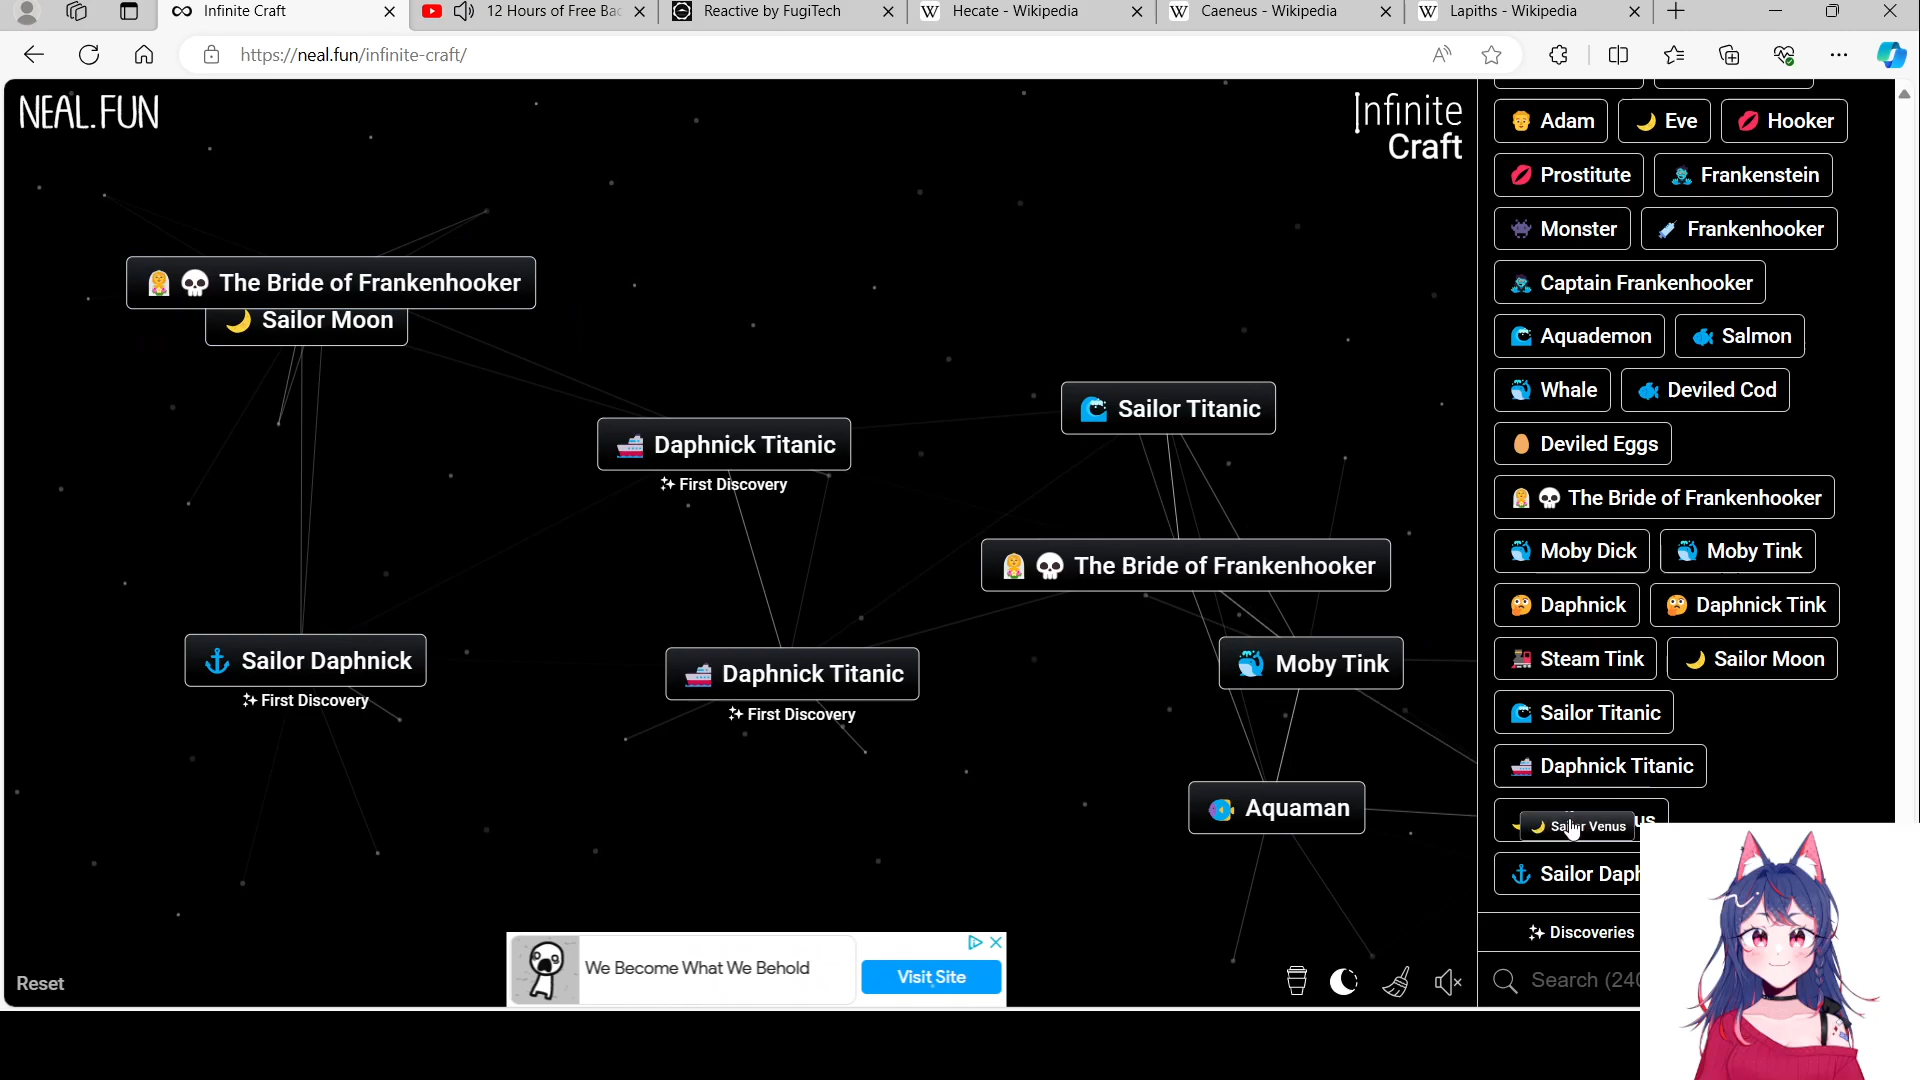 Infinite Craft
12 Hours of Free Bac
Reactive by FugiTech
Hecate - Wikipedia
Caeneus - Wikipedia
Lapiths - Wikipedia
https://neal.fun/infinite-craft/
NEAL.FUN
Infinite
Craft
The Bride of Frankenhooker
Sailor Moon
Daphnick Titanic
First Discovery
Sailor Titanic
The Bride of Frankenhooker
Sailor Daphnick
First Discovery
Daphnick Titanic
First Discovery
Moby Tink
Aquaman
Adam
Eve
Hooker
Prostitute
Frankenstein
Monster
Frankenhooker
Captain Frankenhooker
Aquademon
Salmon
Whale
Deviled Cod
Deviled Eggs
The Bride of Frankenhooker
Moby Dick
Moby Tink
Daphnick
Daphnick Tink
Steam Tink
Sailor Moon
Sailor Titanic
Daphnick Titanic
Sailor Venus
Sailor Daph
Discoveries
Search (240
Reset
We Become What We Behold
Visit Site